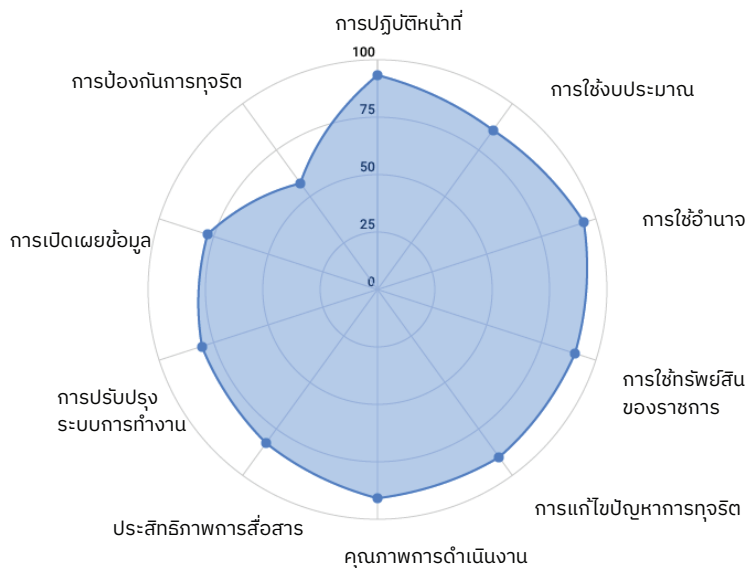 การปฏิบัติหน้าที่
100
การป้องกันการทุจริต
การใช้งบประมาณ
75
50
การใช้อำนาจ
25
การเปิดเผยข้อมูล
0
การใช้ทรัพย์สิน
ของราชการ
การปรับปรุง
ระบบการทำงาน
การแก้ไขปัญหาการทุจริต
ประสิทธิภาพการสื่อสาร
คุณภาพการดำเนินงาน